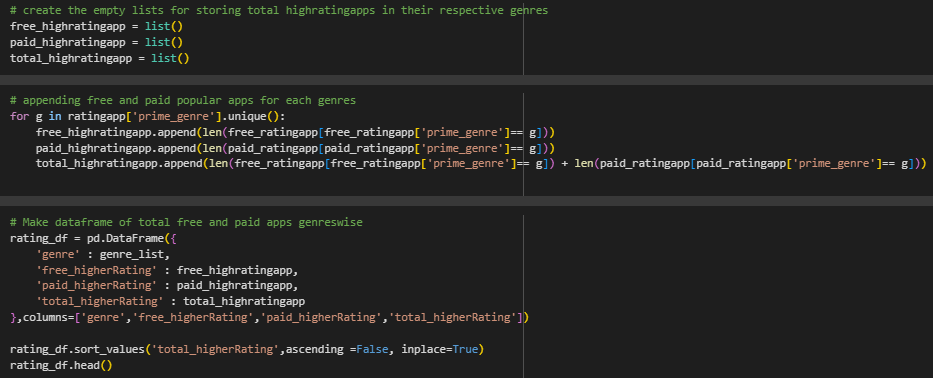 # create the empty lists for storing total highratingapps in their respective genres
free_highratingapp = list()
paid_highratingapp = list()
total_highratingapp = list()
# appending free and paid popular apps for each genres
for g in ratingapp['prime_genre'].unique():
    free_highratingapp.append(len(free_ratingapp[free_ratingapp['prime_genre']== g]))
    paid_highratingapp.append(len(paid_ratingapp[paid_ratingapp['prime_genre']== g]))
    total_highratingapp.append(len(free_ratingapp[free_ratingapp['prime_genre']== g]) + len(paid_ratingapp[paid_ratingapp['prime_genre']== g]))
# Make dataframe of total free and paid apps genreswise
rating_df = pd.DataFrame({
    'genre' : genre_list,
    'free_higherRating' : free_highratingapp,
    'paid_higherRating' : paid_highratingapp,
    'total_higherRating' : total_highratingapp
},columns=['genre','free_higherRating','paid_higherRating','total_higherRating'])
rating_df.sort_values('total_higherRating',ascending =False, inplace=True)
rating_df.head()